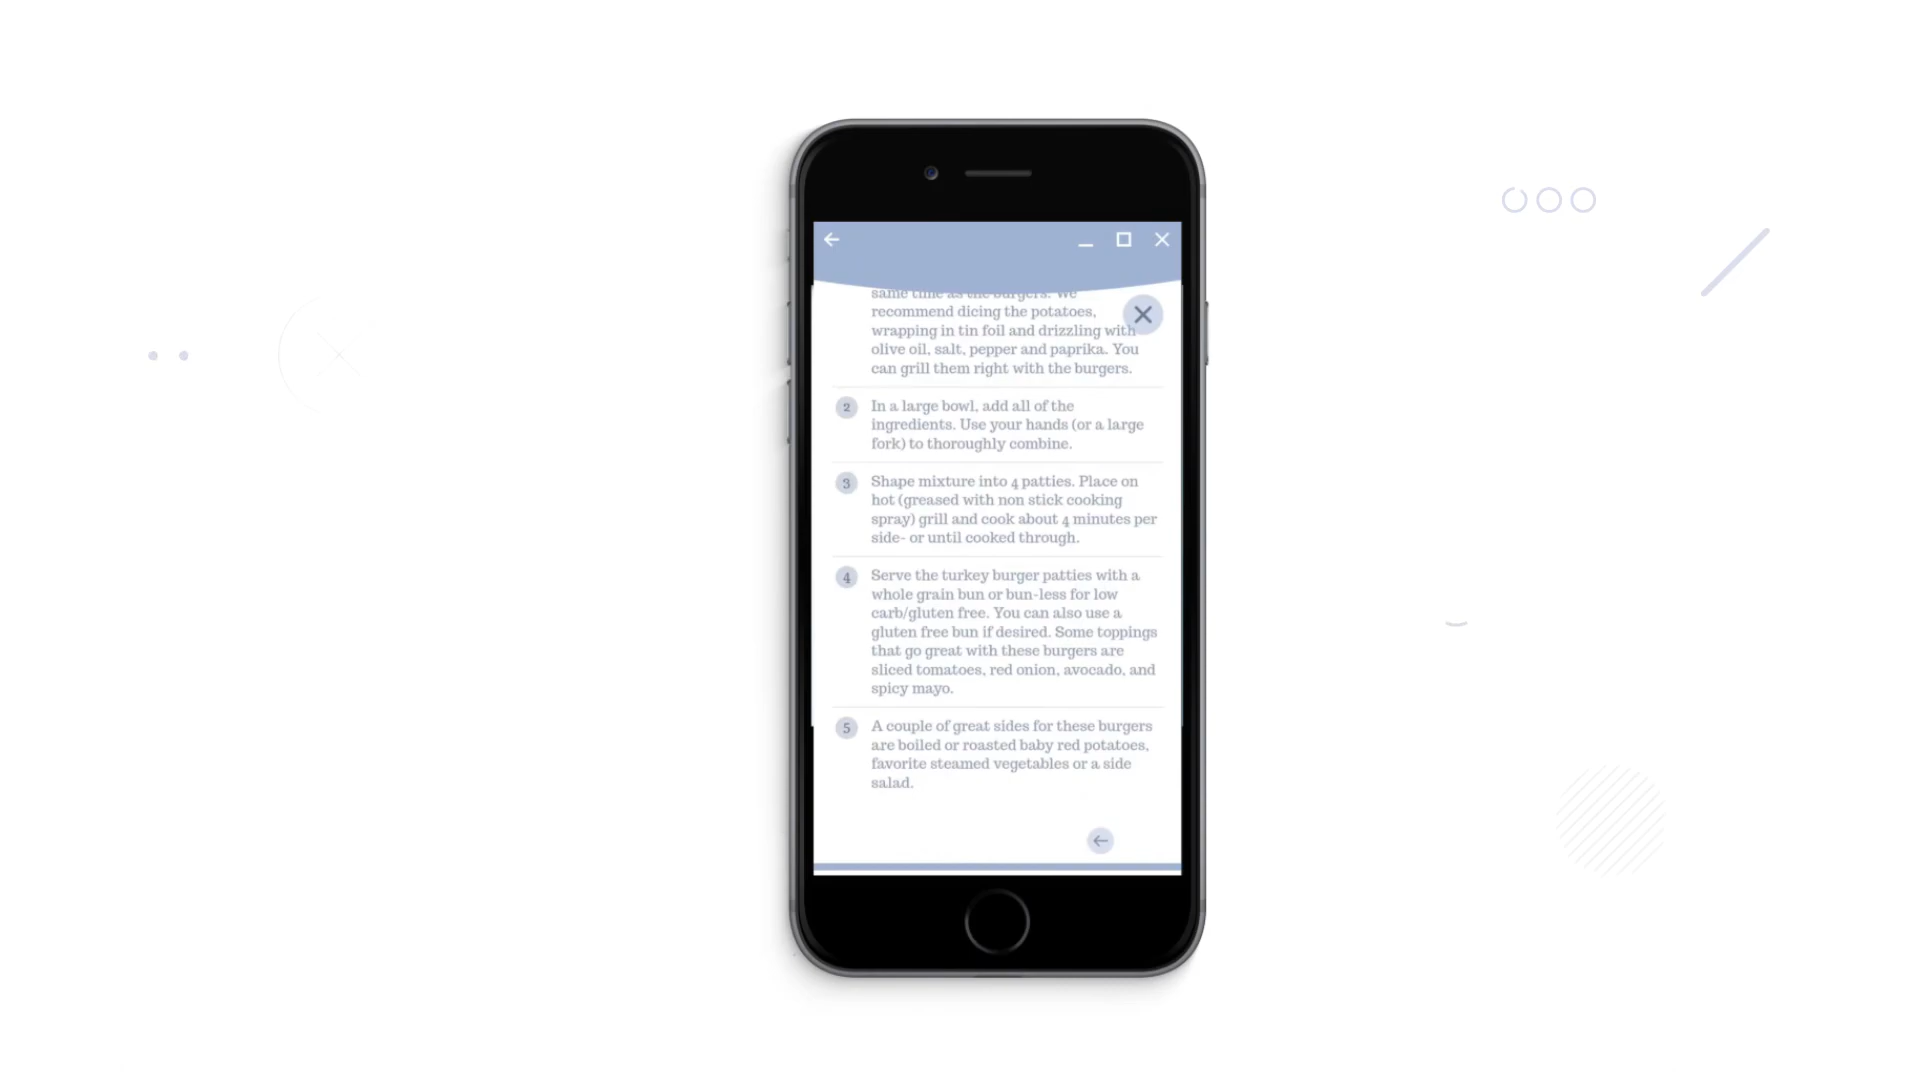 same time as the burgers. We
recommend dicing the potatoes,
wrapping in tin foil and drizzling with
olive oil, salt, pepper and paprika. You
can grill them right with the burgers.
2 In a large bowl, add all of the
ingredients. Use your hands (or a large
fork) to thoroughly combine.
3 Shape mixture into 4 patties. Place on
hot (greased with non stick cooking
spray) grill and cook about 4 minutes per
side- or until cooked through.
4 Serve the turkey burger patties with a
whole grain bun or bun-less for low
carb/gluten free. You can also use a
gluten free bun if desired. Some toppings
that go great with these burgers are
sliced tomatoes, red onion, avocado, and
spicy mayo.
5 A couple of great sides for these burgers
are boiled or roasted baby red potatoes,
favorite steamed vegetables or a side
salad.